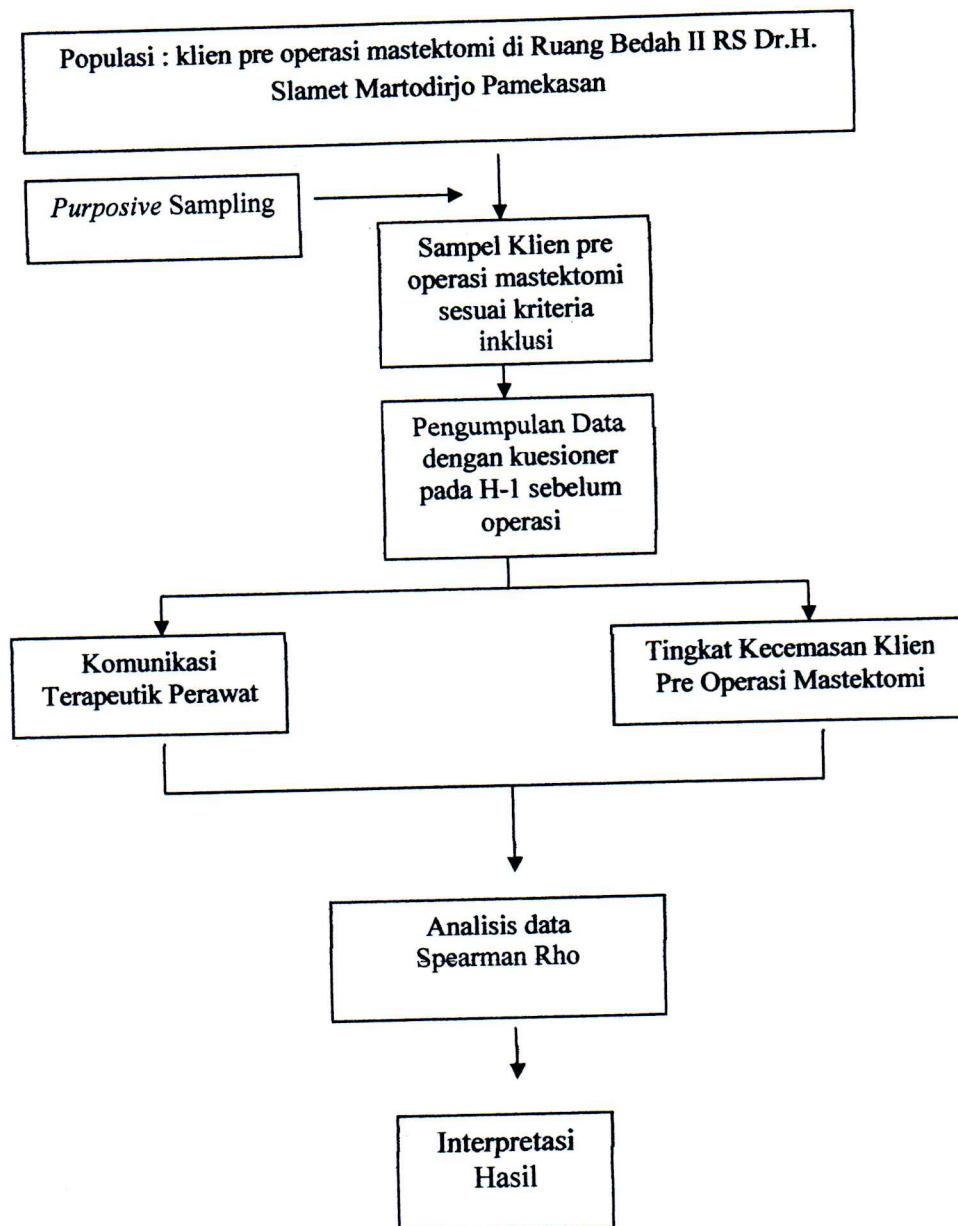 Populasi : klien pre operasi mastektomi di Ruang Bedah II RS Dr.H.
Slamet Martodirjo Pamekasan
Purposive Sampling
Sampel Klien pre
operasi mastektomi
sesuai kriteria
inklusi
Pengumpulan Data
dengan kuesioner
pada H-1 sebelum
operasi
Komunikasi
Terapeutik Perawat
Tingkat Kecemasan Klien
Pre Operasi Mastektomi
Analisis data
Spearman Rho
Interpretasi
Hasil